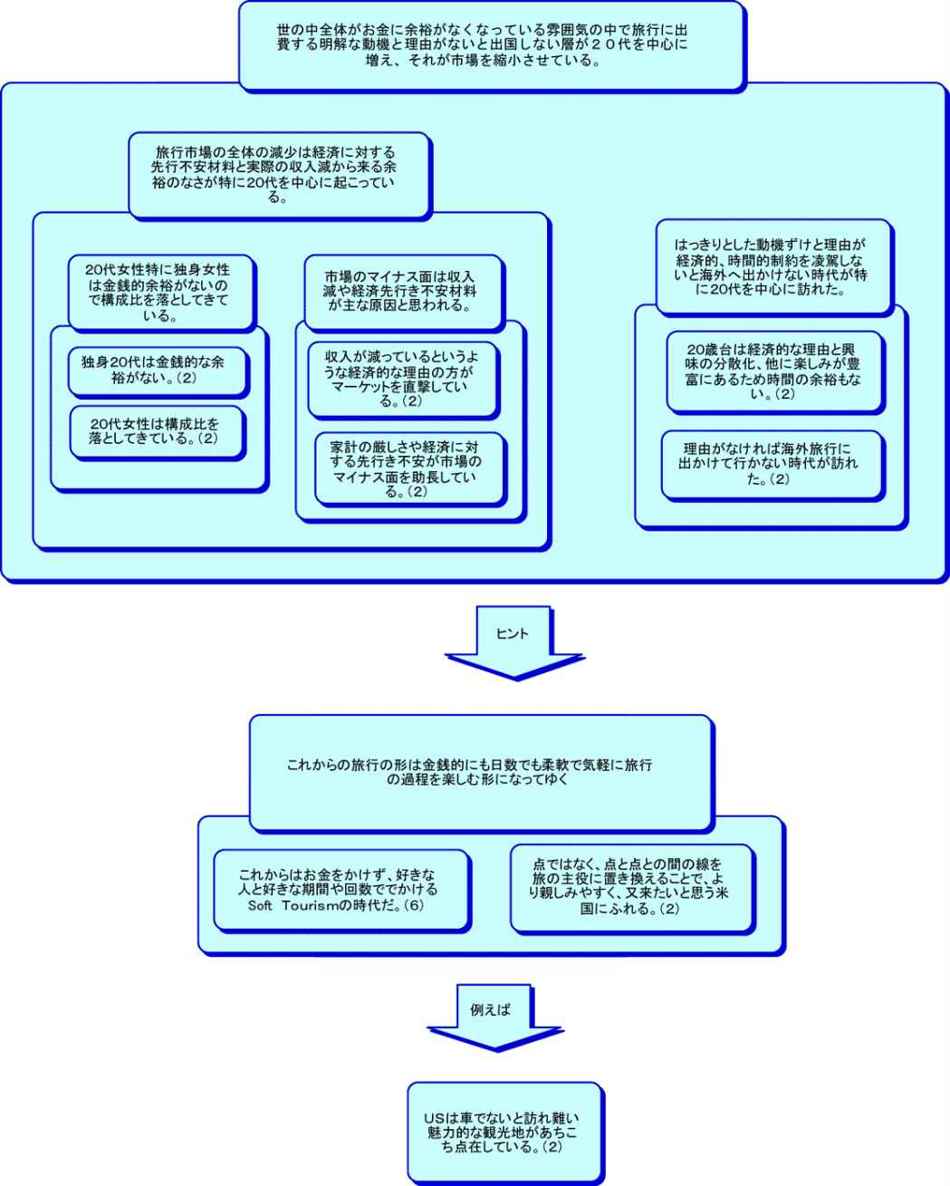 世の中全体がお金に余裕がなくなっている雰囲気の中で旅行に出
費する明解な動機と理由がないと出国しない層が２０代を中心に
増え、それが市場を縮小させている。
旅行市場の全体の減少は経済に対する
先行不安材料と実際の収入減から来る余
裕のなさが特に20代を中心に起こってい
る。
20代女性特に独身女性
は金銭的余裕がないの
で構成比を落としてきて
いる。
独身20代は金銭的な余
裕がない。（2）
20代女性は構成比を
落としてきている。（2）
市場のマイナス面は収入
減や経済先行き不安材料
が主な原因と思われる。
収入が減っているというよ
うな経済的な理由の方が
マーケットを直撃してい
る。（2）
家計の厳しさや経済に対
する先行き不安が市場の
マイナス面を助長してい
る。（2）
はっきりとした動機ずけと理由が
経済的、時間的制約を凌駕しな
いと海外へ出かけない時代が特
に20代を中心に訪れた。
20歳台は経済的な理由と興
味の分散化、他に楽しみが豊
富にあるため時間の余裕もな
い。（2）
理由がなければ海外旅行に
出かけて行かない時代が訪れ
た。（2）
ヒント
これからの旅行の形は金銭的にも日数でも柔軟で気軽に旅行
の過程を楽しむ形になってゆく
これからはお金をかけず、好きな
人と好きな期間や回数ででかける
Soft Tourismの時代だ。（6）
点ではなく、点と点との間の線を
旅の主役に置き換えることで、よ
り親しみやすく、又来たいと思う米
国にふれる。（2）
例えば
USは車でないと訪れ難い
魅力的な観光地があちこ
ち点在している。（2）